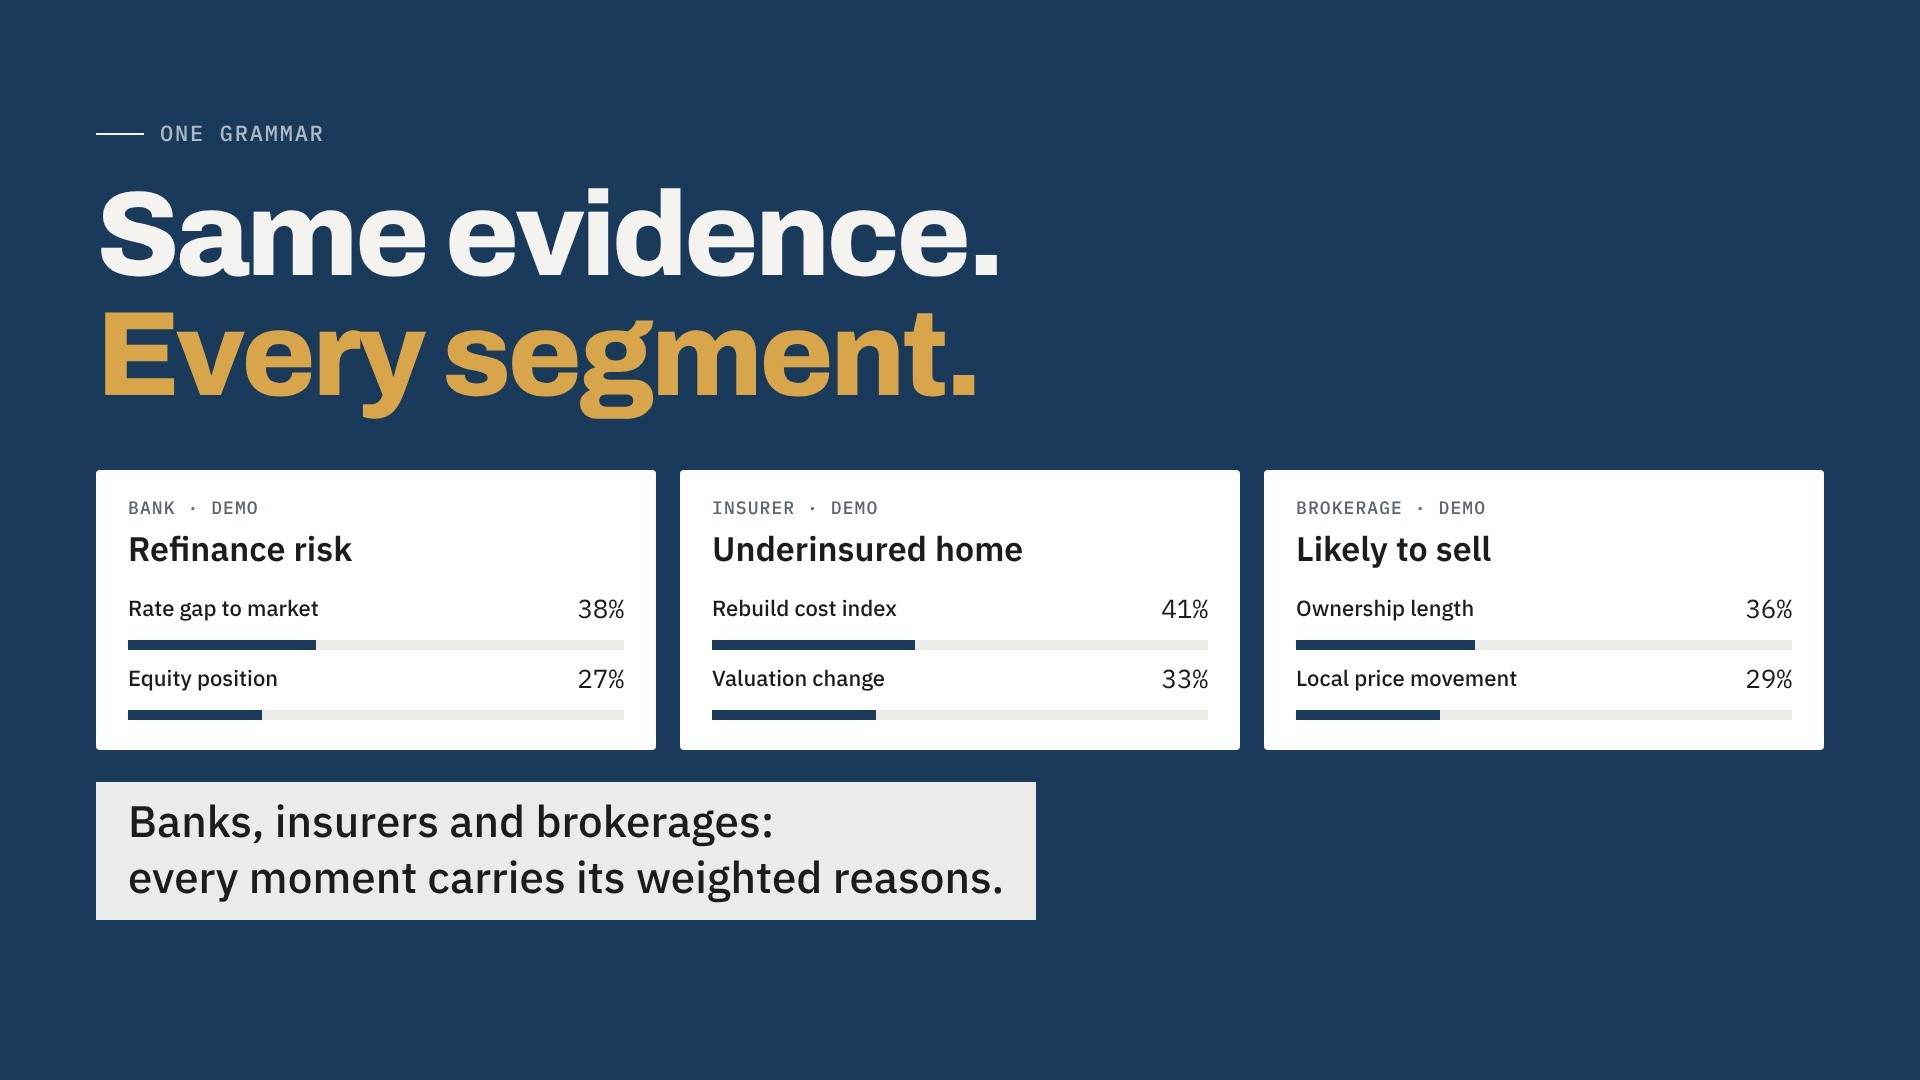 ONE GRAMMAR
Same evidence.
Every segment.
BANK · DEMO
Refinance risk
Rate gap to market 38%
Equity position 27%
INSURER · DEMO
Underinsured home
Rebuild cost index 41%
Valuation change 33%
BROKERAGE · DEMO
Likely to sell
Ownership length 36%
Local price movement 29%
Banks, insurers and brokerages:
every moment carries its weighted reasons.